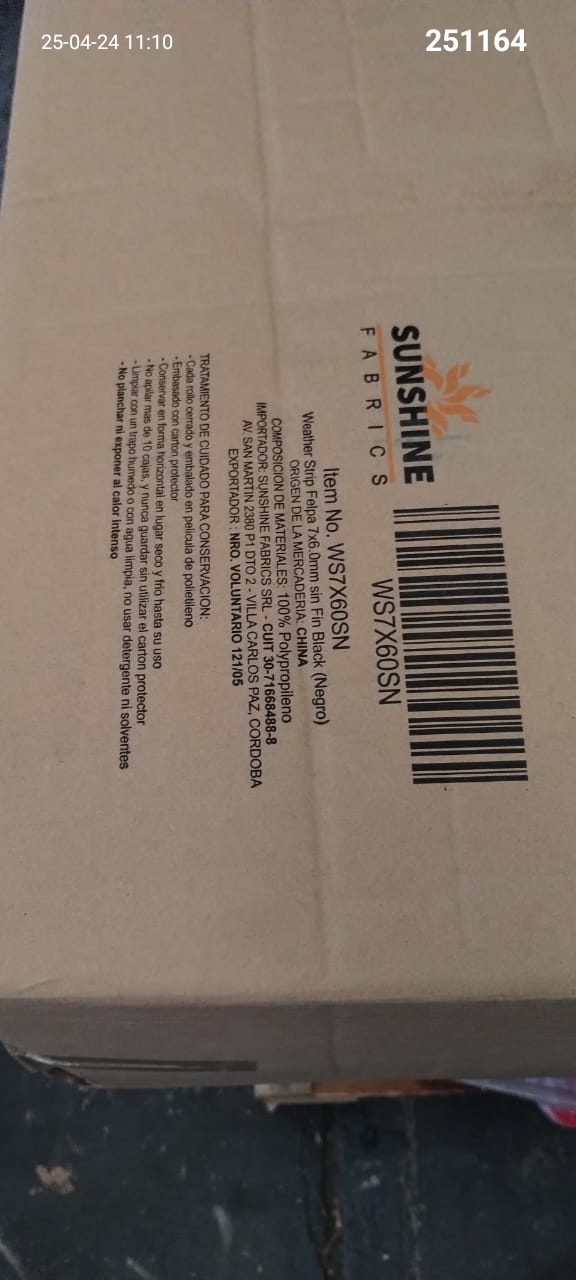 25-04-24 11:10
251164
SUNSHINE
FABRICS
WS7X60SN
Item No. WS7X60SN
Weather Strip Felpa 7x6.0mm sin Fin Black (Negro)
ORIGEN DE LA MERCADERIA: CHINA
COMPOSICION DE MATERIALES: 100% Polypropileno
IMPORTADOR: SUNSHINE FABRICS SRL - CUIT 30-71668488-8
AV. SAN MARTIN 2380 P1 DTO 2 - VILLA CARLOS PAZ, CORDOBA
EXPORTADOR : NRO. VOLUNTARIO 121/05
TRATAMIENTO DE CUIDADO PARA CONSERVACION:
- Cada rollo cerrado y embalado en pelicula de polietileno
- Embasado con carton protector
- Conservar en forma horizontal en lugar seco y frio hasta su uso
- No apilar mas de 10 cajas, y nunca guardar sin utilizar el carton protector
- Limpiar con un trapo humedo o con agua limpia, no usar detergente ni solventes
- No planchar ni exponer al calor intenso